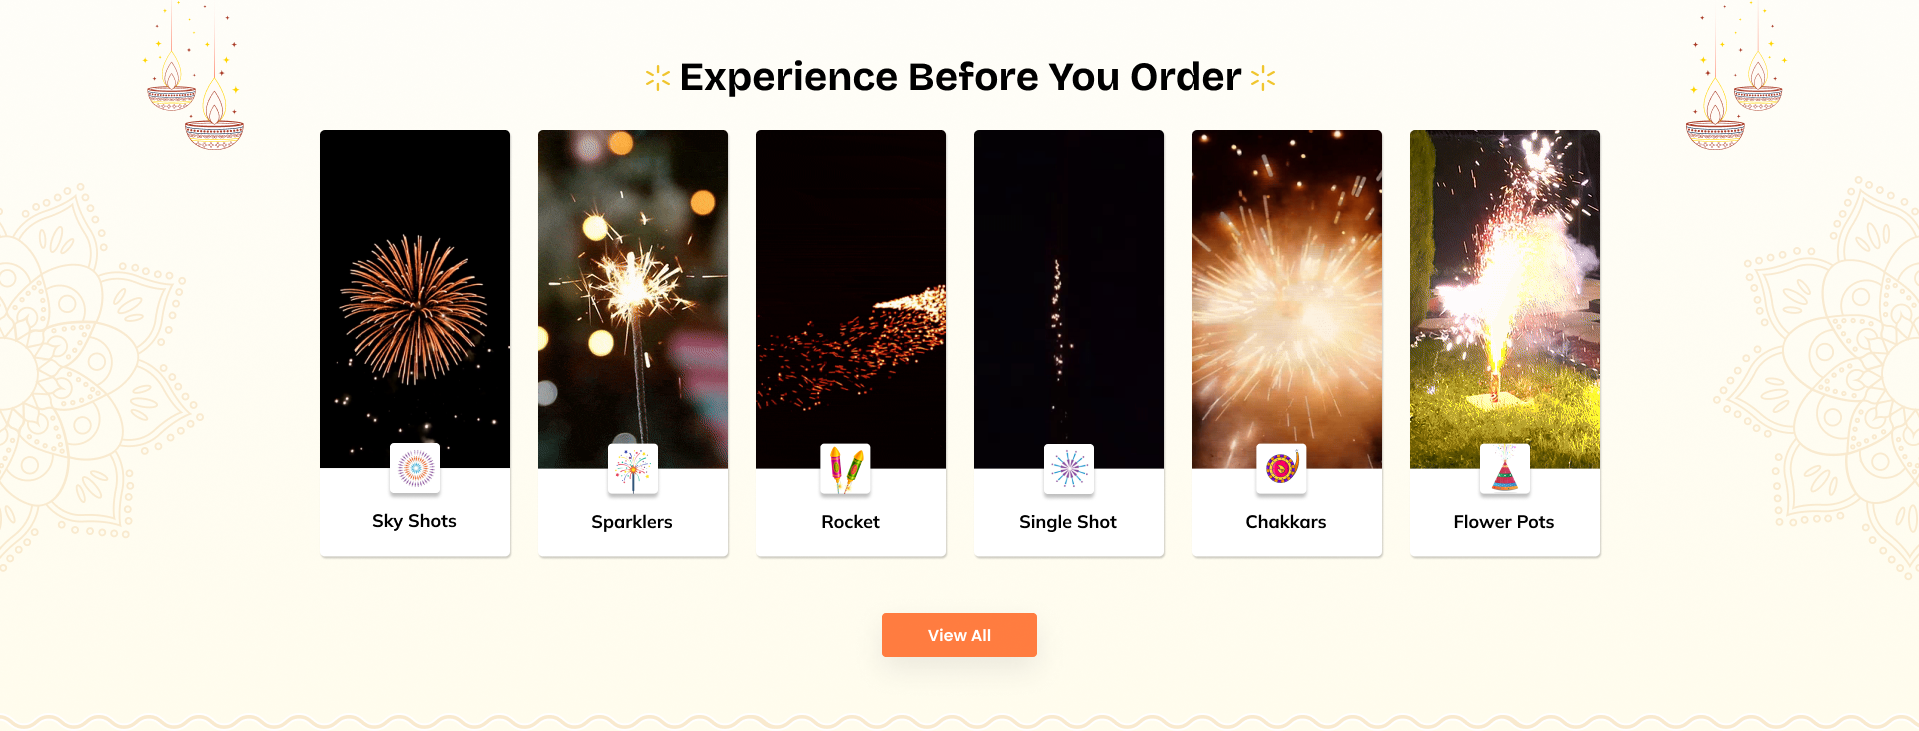 Experience Before You Order
Sky Shots
Sparklers
Rocket
Single Shot
Chakkars
Flower Pots
View All